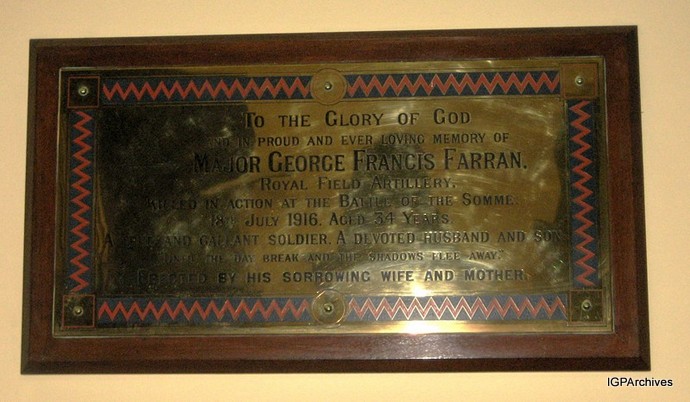 To the Glory of God
and in proud and ever loving memory of
Major George Francis Farran.
Royal Field Artillery.
Killed in action at the Battle of the Somme.
18th July 1916. Aged 34 Years.
A and gallant soldier. A devoted husband and son
the day break and the shadows flee away.
Erected by his sorrowing wife and mother.
IGPArchives